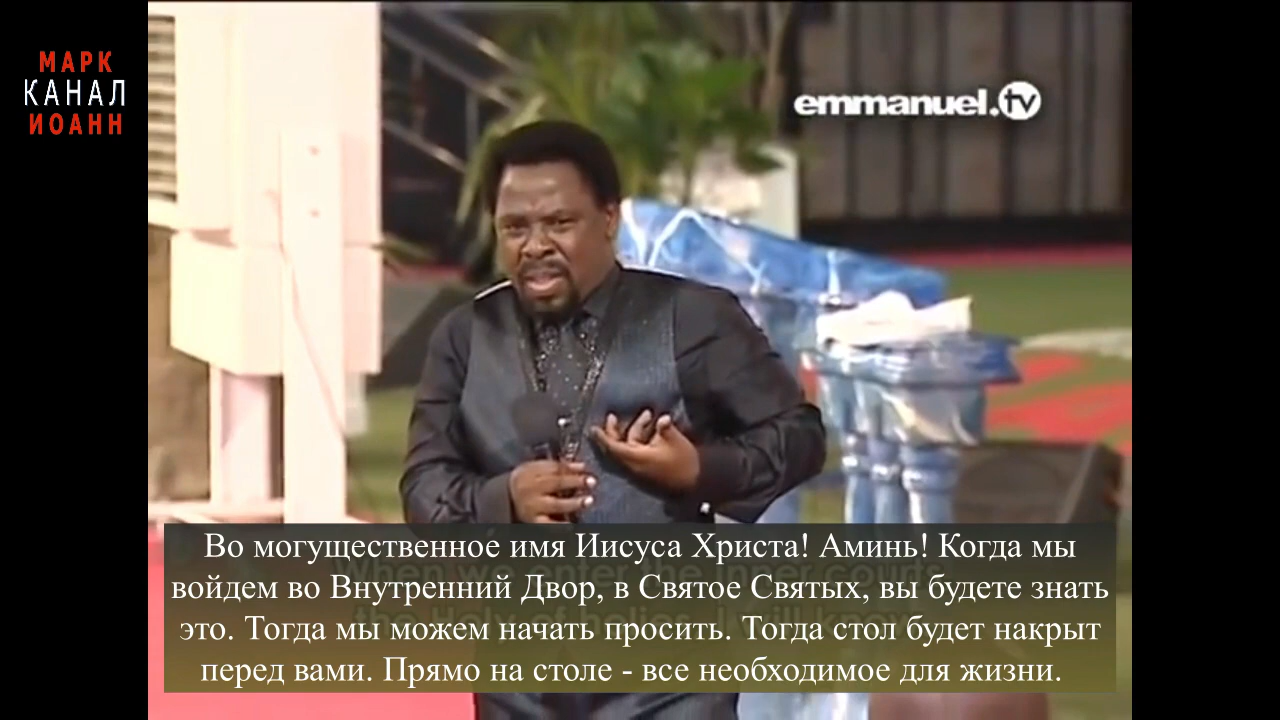 МАРК
КАНАЛ
ИОАНН
emmanuel.tv
Во могущественное имя Иисуса Христа! Аминь! Когда мы
войдем во Внутренний Двор, в Святое Святых, вы будете знать
это. Тогда мы можем начать просить. Тогда стол будет накрыт
перед вами. Прямо на столе - все необходимое для жизни.